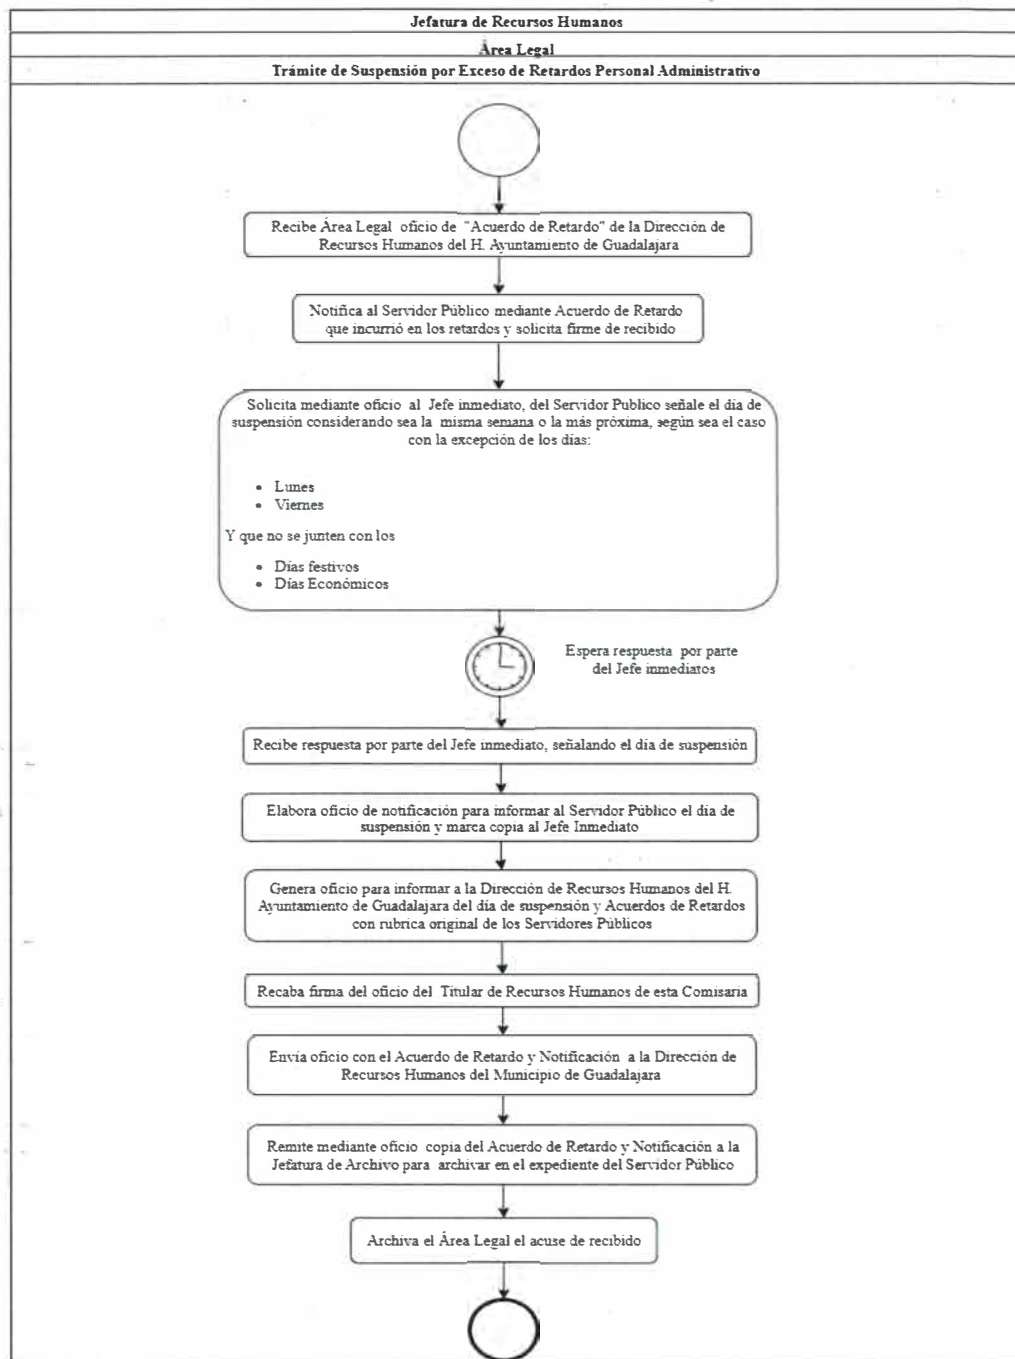 Jefatura de Recursos Humanos
Área Legal
Trámite de Suspensión por Exceso de Retardos Personal Administrativo
Recibe Área Legal oficio de "Acuerdo de Retardo" de la Dirección de
Recursos Humanos del H. Ayuntamiento de Guadalajara
Notifica al Servidor Público mediante Acuerdo de Retardo
que incurrió en los retardos y solicita firme de recibido
Solicita mediante oficio al Jefe inmediato, del Servidor Publico señale el día de
suspensión considerando sea la misma semana o la más próxima, según sea el caso
con la excepción de los días:
• Lunes
• Viernes
Y que no se junten con los
• Días festivos
• Días Económicos
Espera respuesta por parte
del Jefe inmediatos
Recibe respuesta por parte del Jefe inmediato, señalando el día de suspensión
Elabora oficio de notificación para informar al Servidor Público el día de
suspensión y marca copia al Jefe Inmediato
Genera oficio para informar a la Dirección de Recursos Humanos del H.
Ayuntamiento de Guadalajara del día de suspensión y Acuerdos de Retardos
con rubrica original de los Servidores Públicos
Recaba firma del oficio del Titular de Recursos Humanos de esta Comisaria
Envía oficio con el Acuerdo de Retardo y Notificación a la Dirección de
Recursos Humanos del Municipio de Guadalajara
Remite mediante oficio copia del Acuerdo de Retardo y Notificación a la
Jefatura de Archivo para archivar en el expediente del Servidor Público
Archiva el Área Legal el acuse de recibido